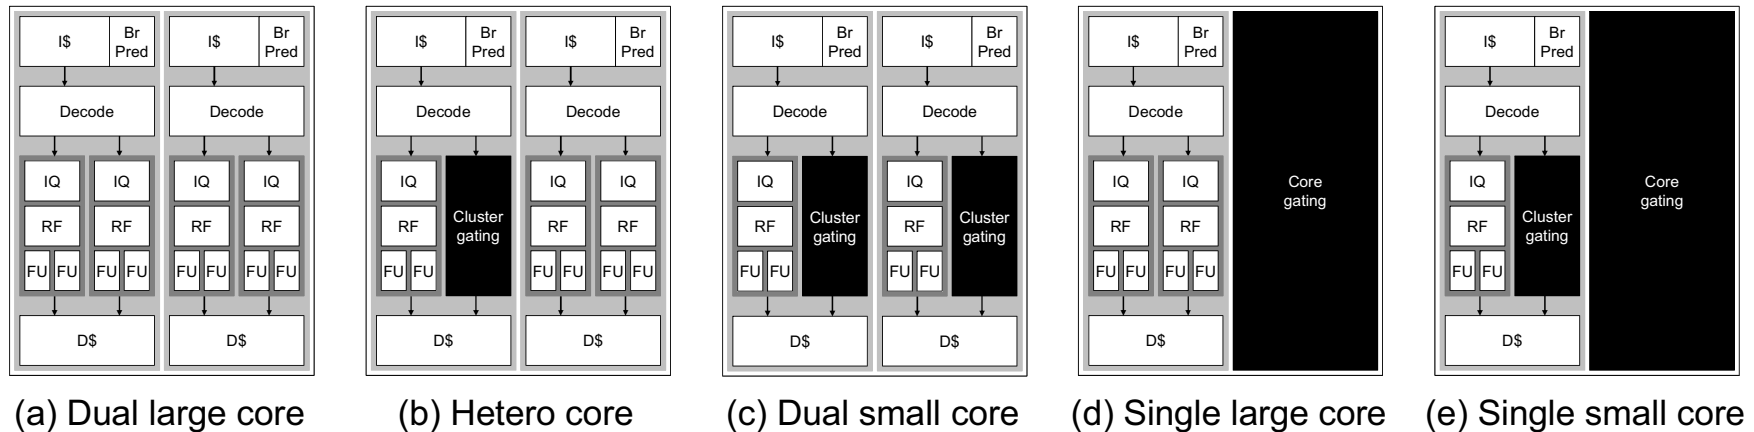 I$
Br
Pred
I$
Br
Pred
Decode
Decode
IQ
IQ
IQ
IQ
RF
RF
RF
RF
FU FU
FU FU
FU FU
FU FU
D$
D$
(a) Dual large core
I$
Br
Pred
I$
Br
Pred
Decode
Decode
IQ
Cluster
gating
IQ
IQ
RF
RF
RF
FU FU
FU FU
FU FU
D$
D$
(b) Hetero core
I$
Br
Pred
I$
Br
Pred
Decode
Decode
IQ
RF
FU FU
Cluster
gating
IQ
RF
FU FU
Cluster
gating
D$
D$
(c) Dual small core
I$
Br
Pred
Decode
IQ
IQ
RF
RF
FU FU
FU FU
D$
Core
gating
(d) Single large core
I$
Br
Pred
Decode
IQ
RF
FU FU
Cluster
gating
D$
Core
gating
(e) Single small core